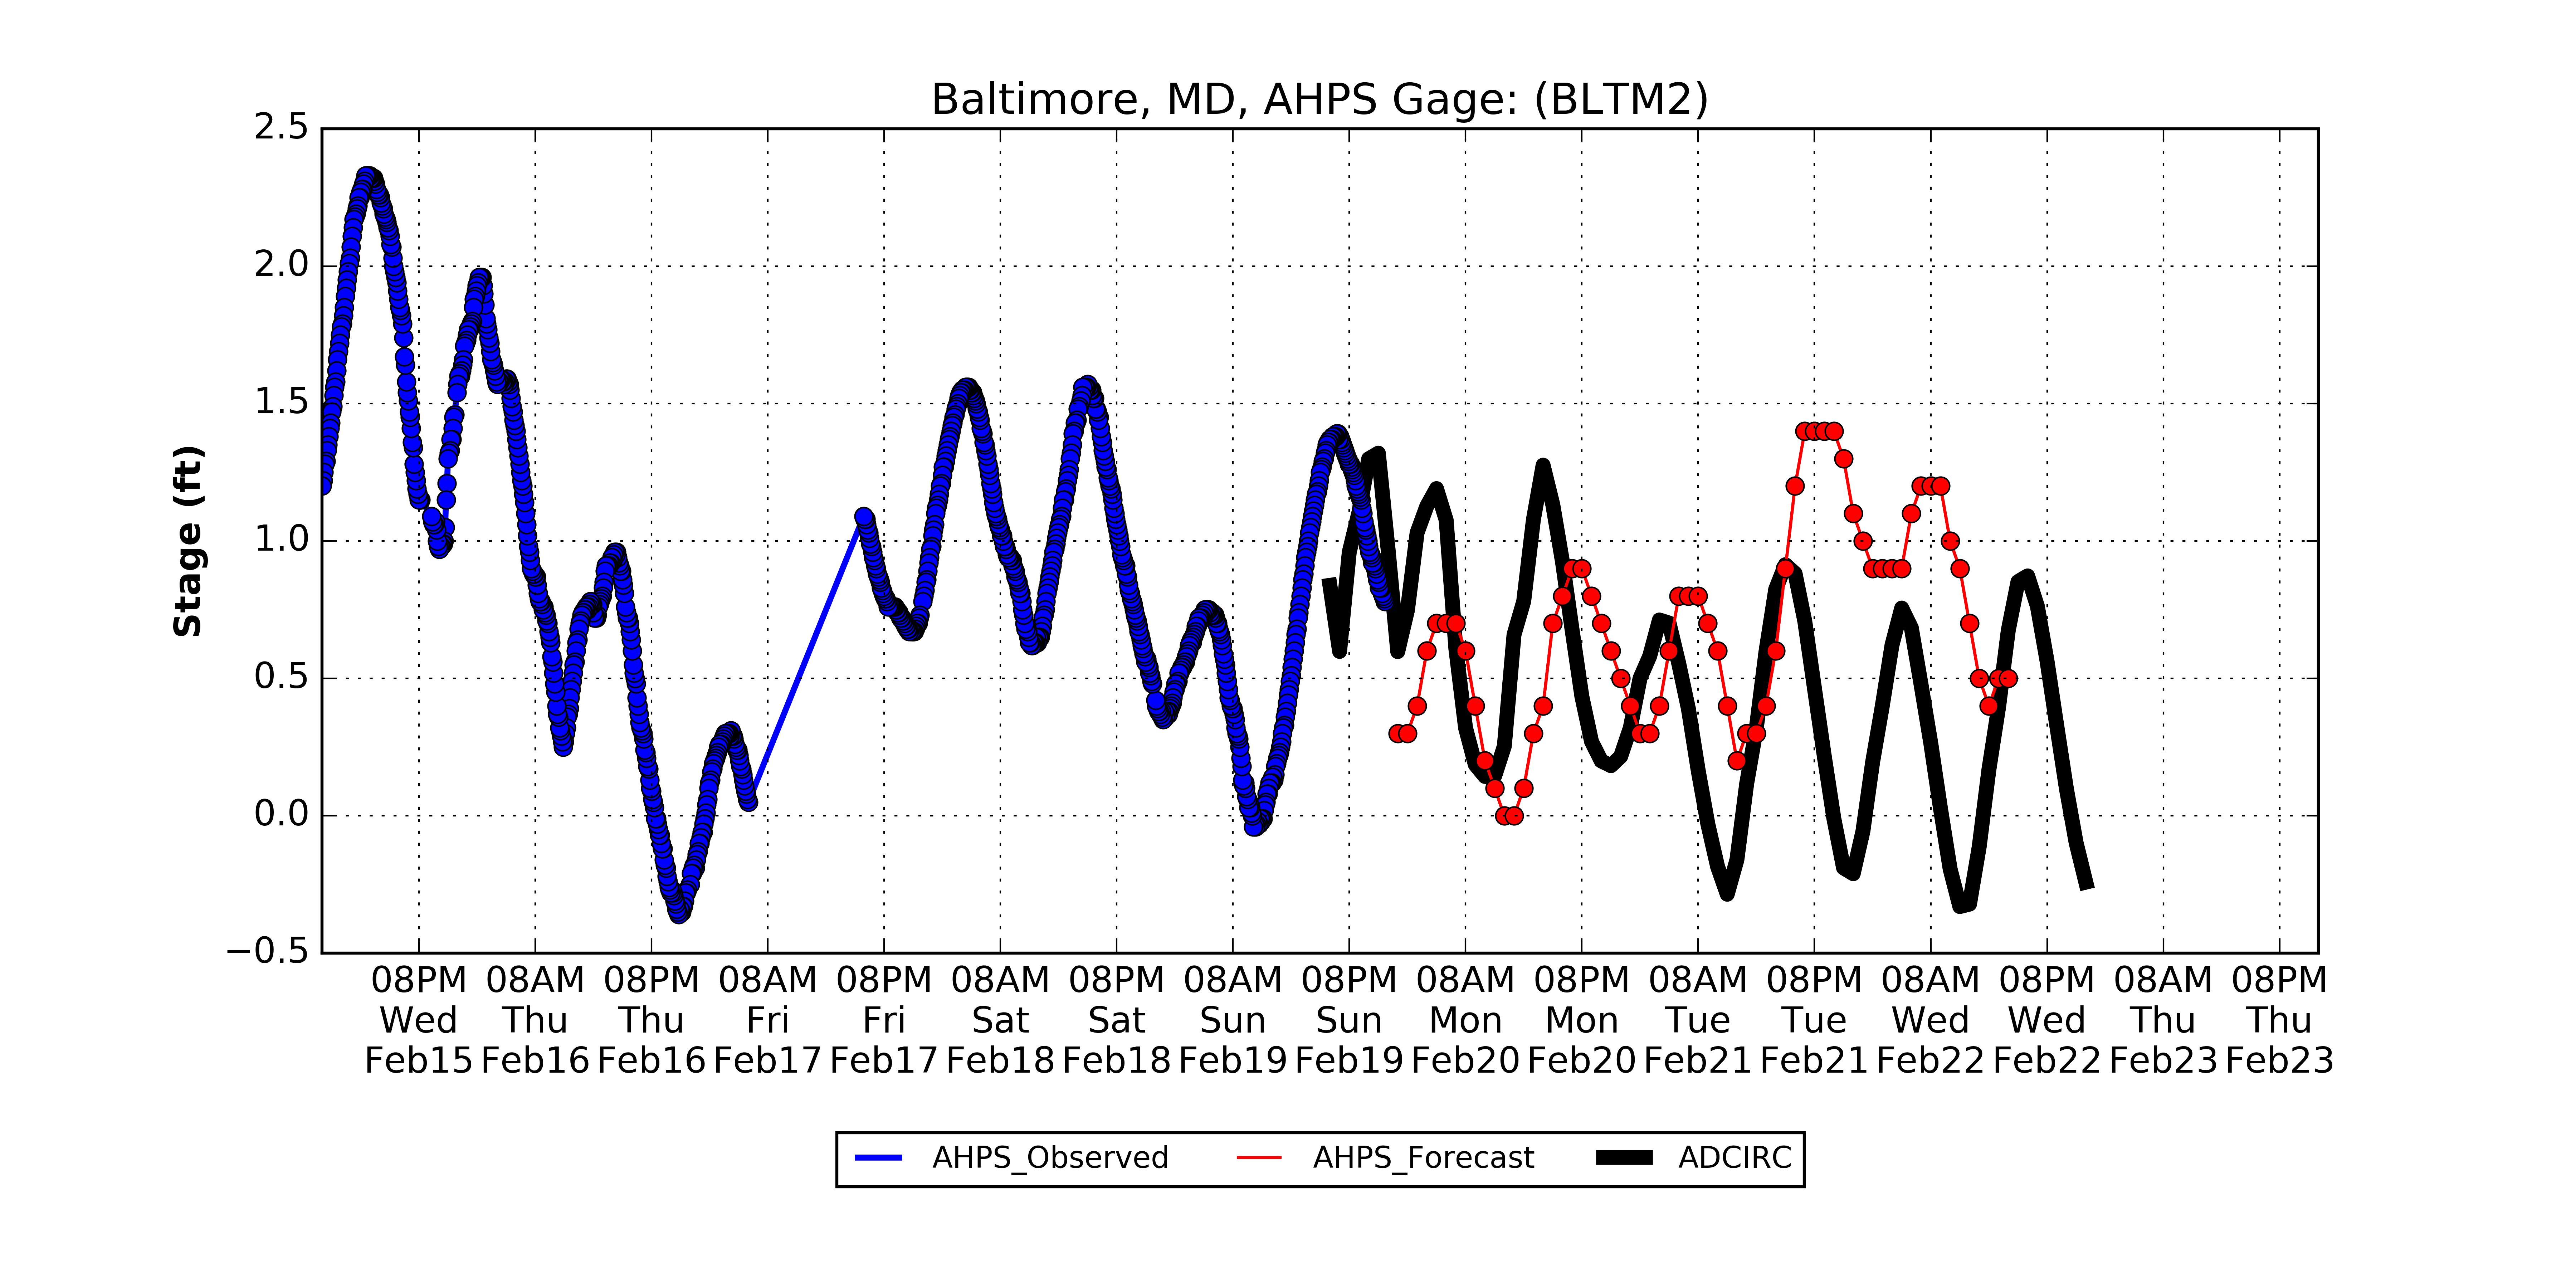 Baltimore, MD, AHPS Gage: (BLTM2)
Stage (ft)
2.5
2.0
1.5
1.0
0.5
0.0
−0.5
08PM 08AM 08PM 08AM 08PM 08AM 08PM 08AM 08PM 08AM 08PM 08AM 08PM 08AM 08PM 08AM 08PM
Wed Thu Thu Fri Fri Sat Sat Sun Sun Mon Mon Tue Tue Wed Wed Thu Thu
Feb15 Feb16 Feb16 Feb17 Feb17 Feb18 Feb18 Feb19 Feb19 Feb20 Feb20 Feb21 Feb21 Feb22 Feb22 Feb23 Feb23
AHPS_Observed AHPS_Forecast ADCIRC